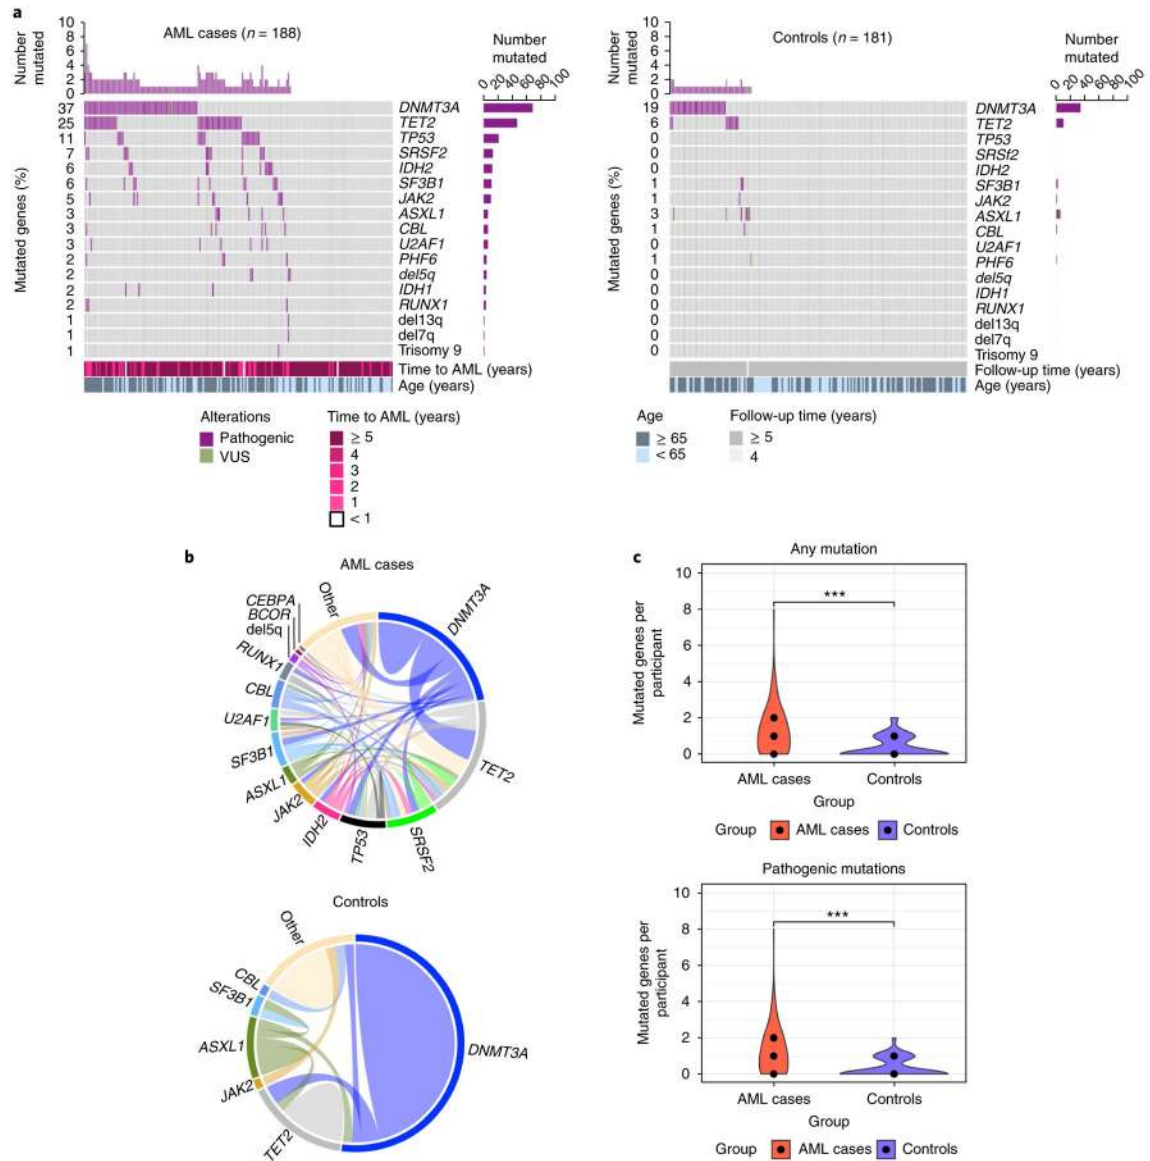 a
AML cases (n = 188)
Number mutated
10
8
6
4
2
0
Number mutated
0 20 40 60 80 100
Mutated genes (%)
37 DNMT3A
25 TET2
11 TP53
7 SRSF2
6 IDH2
6 SF3B1
5 JAK2
3 ASXL1
3 CBL
3 U2AF1
2 PHF6
2 del5q
2 IDH1
2 RUNX1
1 del13q
1 del7q
1 Trisomy 9
Time to AML (years)
Age (years)
Controls (n = 181)
Number mutated
10
8
6
4
2
0
Number mutated
0 20 40 60 80 100
Mutated genes (%)
19 DNMT3A
6 TET2
0 TP53
0 SRSf2
0 IDH2
1 SF3B1
1 JAK2
3 ASXL1
1 CBL
0 U2AF1
1 PHF6
0 del5q
0 IDH1
0 RUNX1
0 del13q
0 del7q
0 Trisomy 9
Follow-up time (years)
Age (years)
Alterations
Pathogenic
VUS
Time to AML (years)
≥ 5
4
3
2
1
< 1
Age
≥ 65
< 65
Follow-up time (years)
≥ 5
4
b
AML cases
Other
DNMT3A
TET2
SRSF2
TP53
IDH2
JAK2
ASXL1
SF3B1
U2AF1
CBL
RUNX1
del5q
BCOR
CEBPA
Controls
Other
DNMT3A
TET2
JAK2
ASXL1
SF3B1
CBL
c
Any mutation
***
Mutated genes per participant
10
8
6
4
2
0
AML cases Controls
Group
Group AML cases Controls
Pathogenic mutations
***
Mutated genes per participant
10
8
6
4
2
0
AML cases Controls
Group
Group AML cases Controls